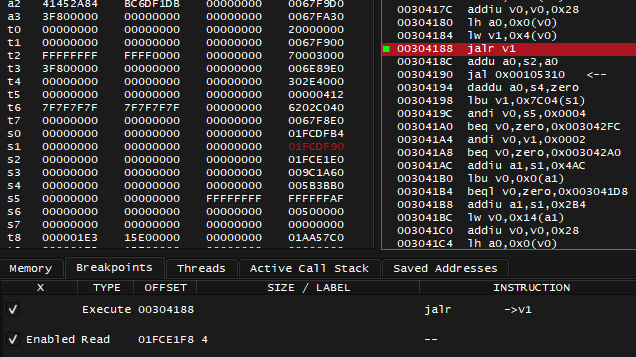 a2 41452A84 BC6DF1DB 00000000 0067F9D0
a3 3F800000 00000000 00000000 0067FA30
t0 00000000 00000000 00000000 20000000
t1 00000000 00000000 00000000 0067F900
t2 FFFFFFFF FFFF0000 00000000 70003000
t3 3F800000 00000000 00000000 006E89E0
t4 00000000 00000000 00000000 302E4000
t5 00000000 00000000 00000000 00000412
t6 7F7F7F7F 7F7F7F7F 00000000 6202C040
t7 00000000 00000000 00000000 0067F8E0
s0 00000000 00000000 00000000 01FCDFB4
s1 00000000 00000000 00000000 01FCDF90
s2 00000000 00000000 00000000 01FCE1E0
s3 00000000 00000000 00000000 009C1A60
s4 00000000 00000000 00000000 005B3BB0
s5 00000000 00000000 FFFFFFFF FFFFFFAF
s6 00000000 00000000 00000000 00500000
s7 00000000 00000000 00000000 00000000
t8 000001E3 15E00000 00000000 01AA57C0
0030417C addiu v0,v0,0x28
00304180 lh a0,0x0(v0)
00304184 lw v1,0x4(v0)
00304188 jalr v1
0030418C addu a0,s2,a0
00304190 jal 0x00105310 <--
00304194 daddu a0,s4,zero
00304198 lbu v1,0x7C04(s1)
0030419C andi v0,s5,0x0004
003041A0 beq v0,zero,0x003042FC
003041A4 andi v0,v1,0x0002
003041A8 beq v0,zero,0x003042A0
003041AC addiu a1,s1,0x4AC
003041B0 lbu v0,0x0(a1)
003041B4 beql v0,zero,0x003041D8
003041B8 addiu a1,s1,0x2B4
003041BC lw v0,0x14(a1)
003041C0 addiu v0,v0,0x28
003041C4 lh a0,0x0(v0)
Memory Breakpoints Threads Active Call Stack Saved Addresses
X TYPE OFFSET SIZE / LABEL INSTRUCTION
Execute 00304188 jalr ->v1
Enabled Read 01FCE1F8 4 --